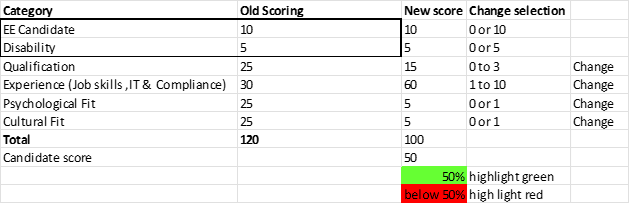 Category Old Scoring New score Change selection
EE Candidate 10 10 0 or 10
Disability 5 5 0 or 5
Qualification 25 15 0 to 3 Change
Experience (Job skills ,IT & Compliance) 30 60 1 to 10 Change
Psychological Fit 25 5 0 or 1 Change
Cultural Fit 25 5 0 or 1 Change
Total 120 100
Candidate score 50
50% highlight green
below 50% high light red